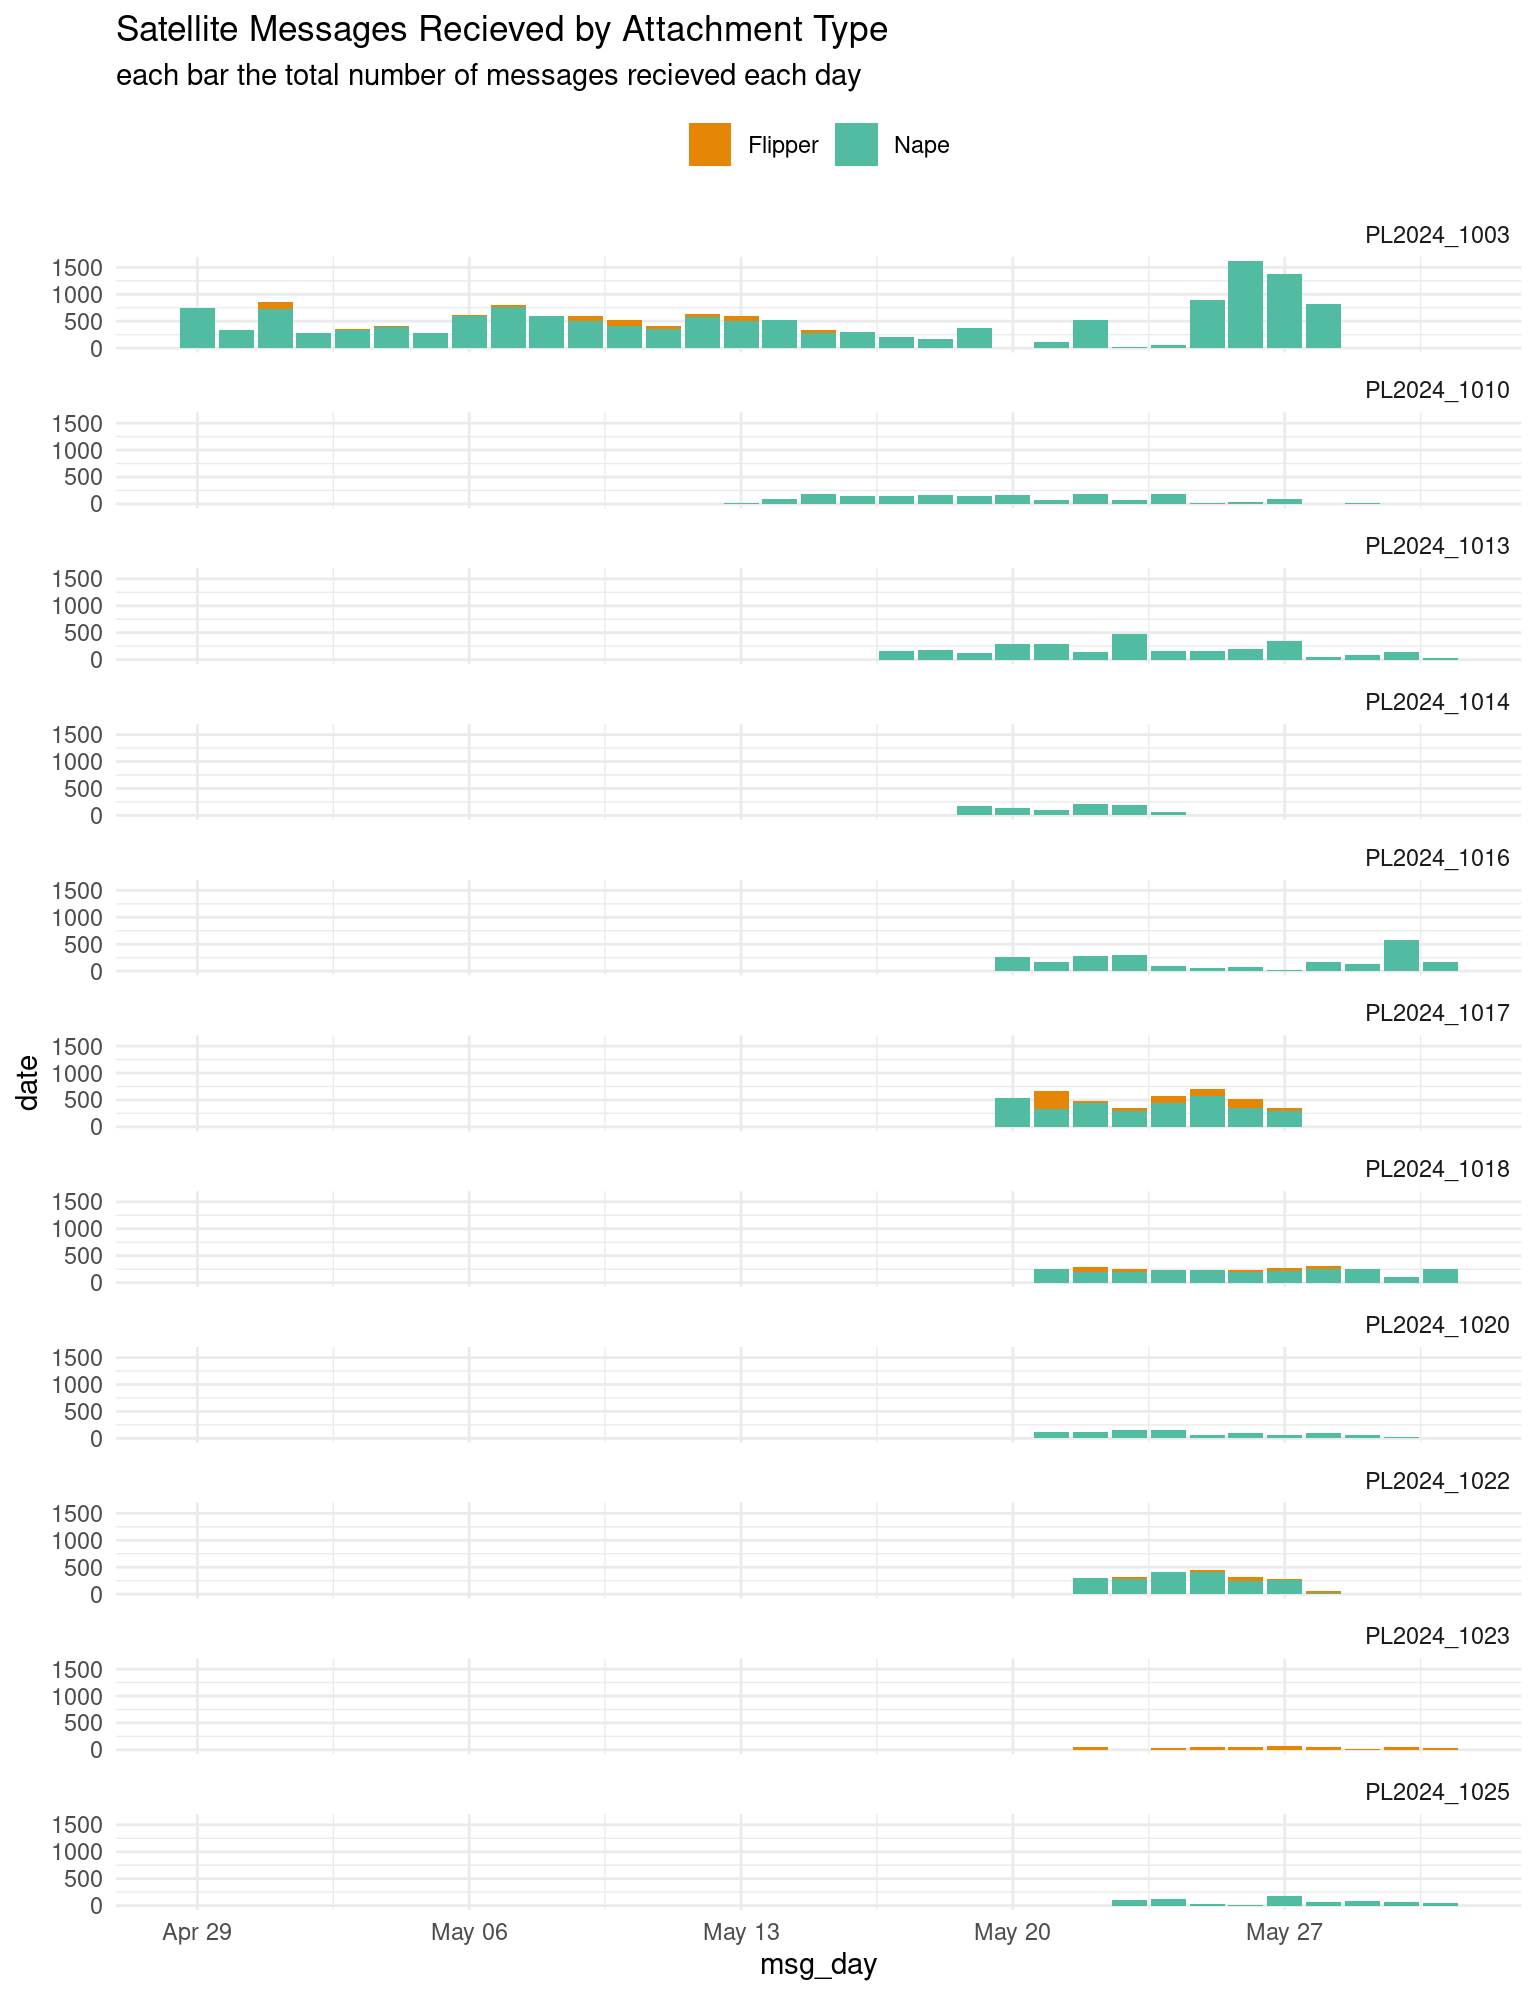 Satellite Messages Recieved by Attachment Type
each bar the total number of messages recieved each day
Flipper Nape
PL2024_1003
1500
1000
500
0
PL2024_1010
1500
1000
500
0
PL2024_1013
1500
1000
500
0
PL2024_1014
1500
1000
500
0
PL2024_1016
1500
1000
500
0
PL2024_1017
1500
1000
500
0
date
PL2024_1018
1500
1000
500
0
PL2024_1020
1500
1000
500
0
PL2024_1022
1500
1000
500
0
PL2024_1023
1500
1000
500
0
PL2024_1025
1500
1000
500
0
Apr 29 May 06 May 13 May 20 May 27
msg_day